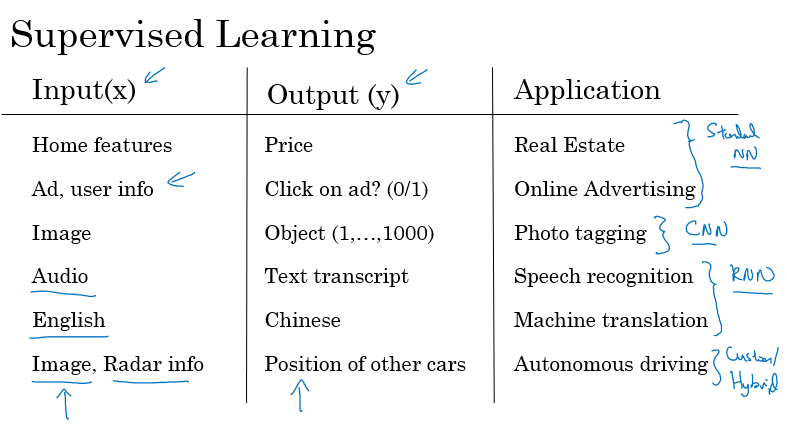 Supervised Learning
Input(x) Output (y) Application
Home features Price Real Estate
Standard
NN
Ad, user info Click on ad? (0/1) Online Advertising
Image Object (1,…,1000) Photo tagging CNN
Audio Text transcript Speech recognition RNN
English Chinese Machine translation
Image, Radar info Position of other cars Autonomous driving
Custom/
Hybrid